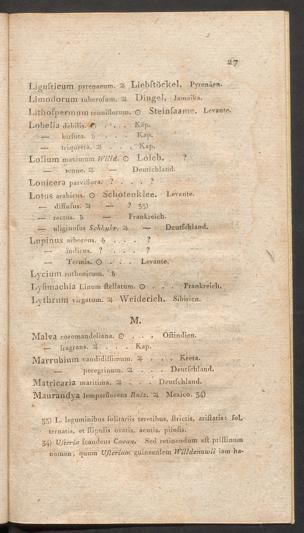 27
Ligusticum pyrenaeum. ♃ Liebstöckel. Pyrenäen.
Limodorum tuberosum. ♃ Dingel. Jamaika.
Lithospermum tenuiflorum. ⊙ Steinsaame. Levante.
Lobelia debilis. . . . Kap.
— hirsuta. ♄ . . . Kap.
— triquetra. ♃ . . . Kap.
Lolium maximum Willd. ⊙ Lolch. ?
— tenue. ♃ — Deutschland.
Lonicera parviflora. ? . . . ?
Lotus arabicus. ⊙ Schotenklee. Levante.
— diffusus. ♃ — ? 33)
— rectus. ♄ — Frankreich.
— uliginosus Schkuhr. ♃ — Deutschland.
Lupinus arboreus. ♄ . . . ?
— indicus. ? . . . ?
— Termis. ⊙ . . . Levante.
Lycium ruthenicum. ♄
Lysimachia Linum stellatum. ⊙ . . . Frankreich.
Lythrum virgatum. ♃ Weiderich. Sibirien.
M.
Malva coromandeliana. ⊙ . . . Ostindien.
— fragrans. ♃ . . . Kap.
Marrubium candidissimum. ♃ . . . Kreta.
— peregrinum. ♃ . . . Deutschland.
Matricaria maritima. ♃ . . . Deutschland.
Maurandya semperflorens Ruiz. ♃ Mexico. 34)
33) L. leguminibus solitariis teretibus, strictis, aristatis: fol.
ternatis, et stipulis ovatis, acutis, pilosis.
34) Usteria scandens Cavan. Sed retinendum est pristinum
nomen, quum Usteriam guineensem Willdenowii iam ha-